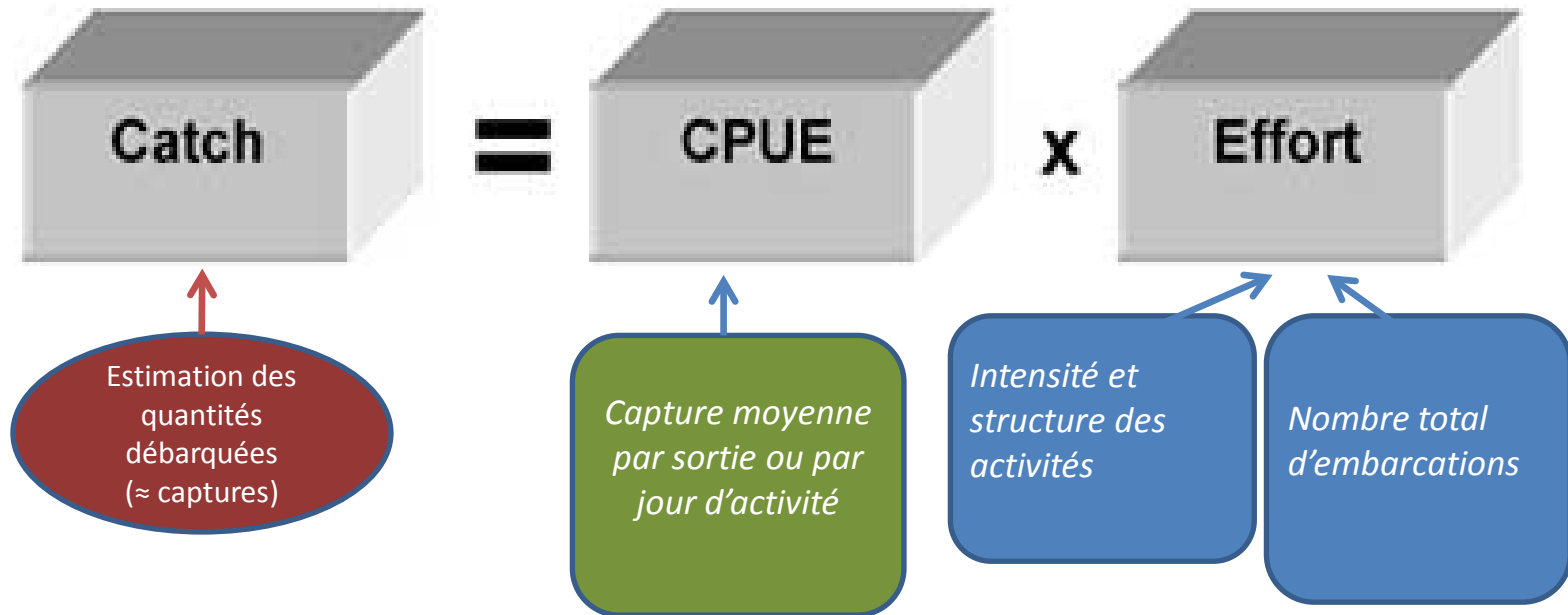 Catch = CPUE x Effort
Estimation des
quantités
débarquées
(≈ captures)
Capture moyenne
par sortie ou par
jour d’activité
Intensité et
structure des
activités
Nombre total
d’embarcations